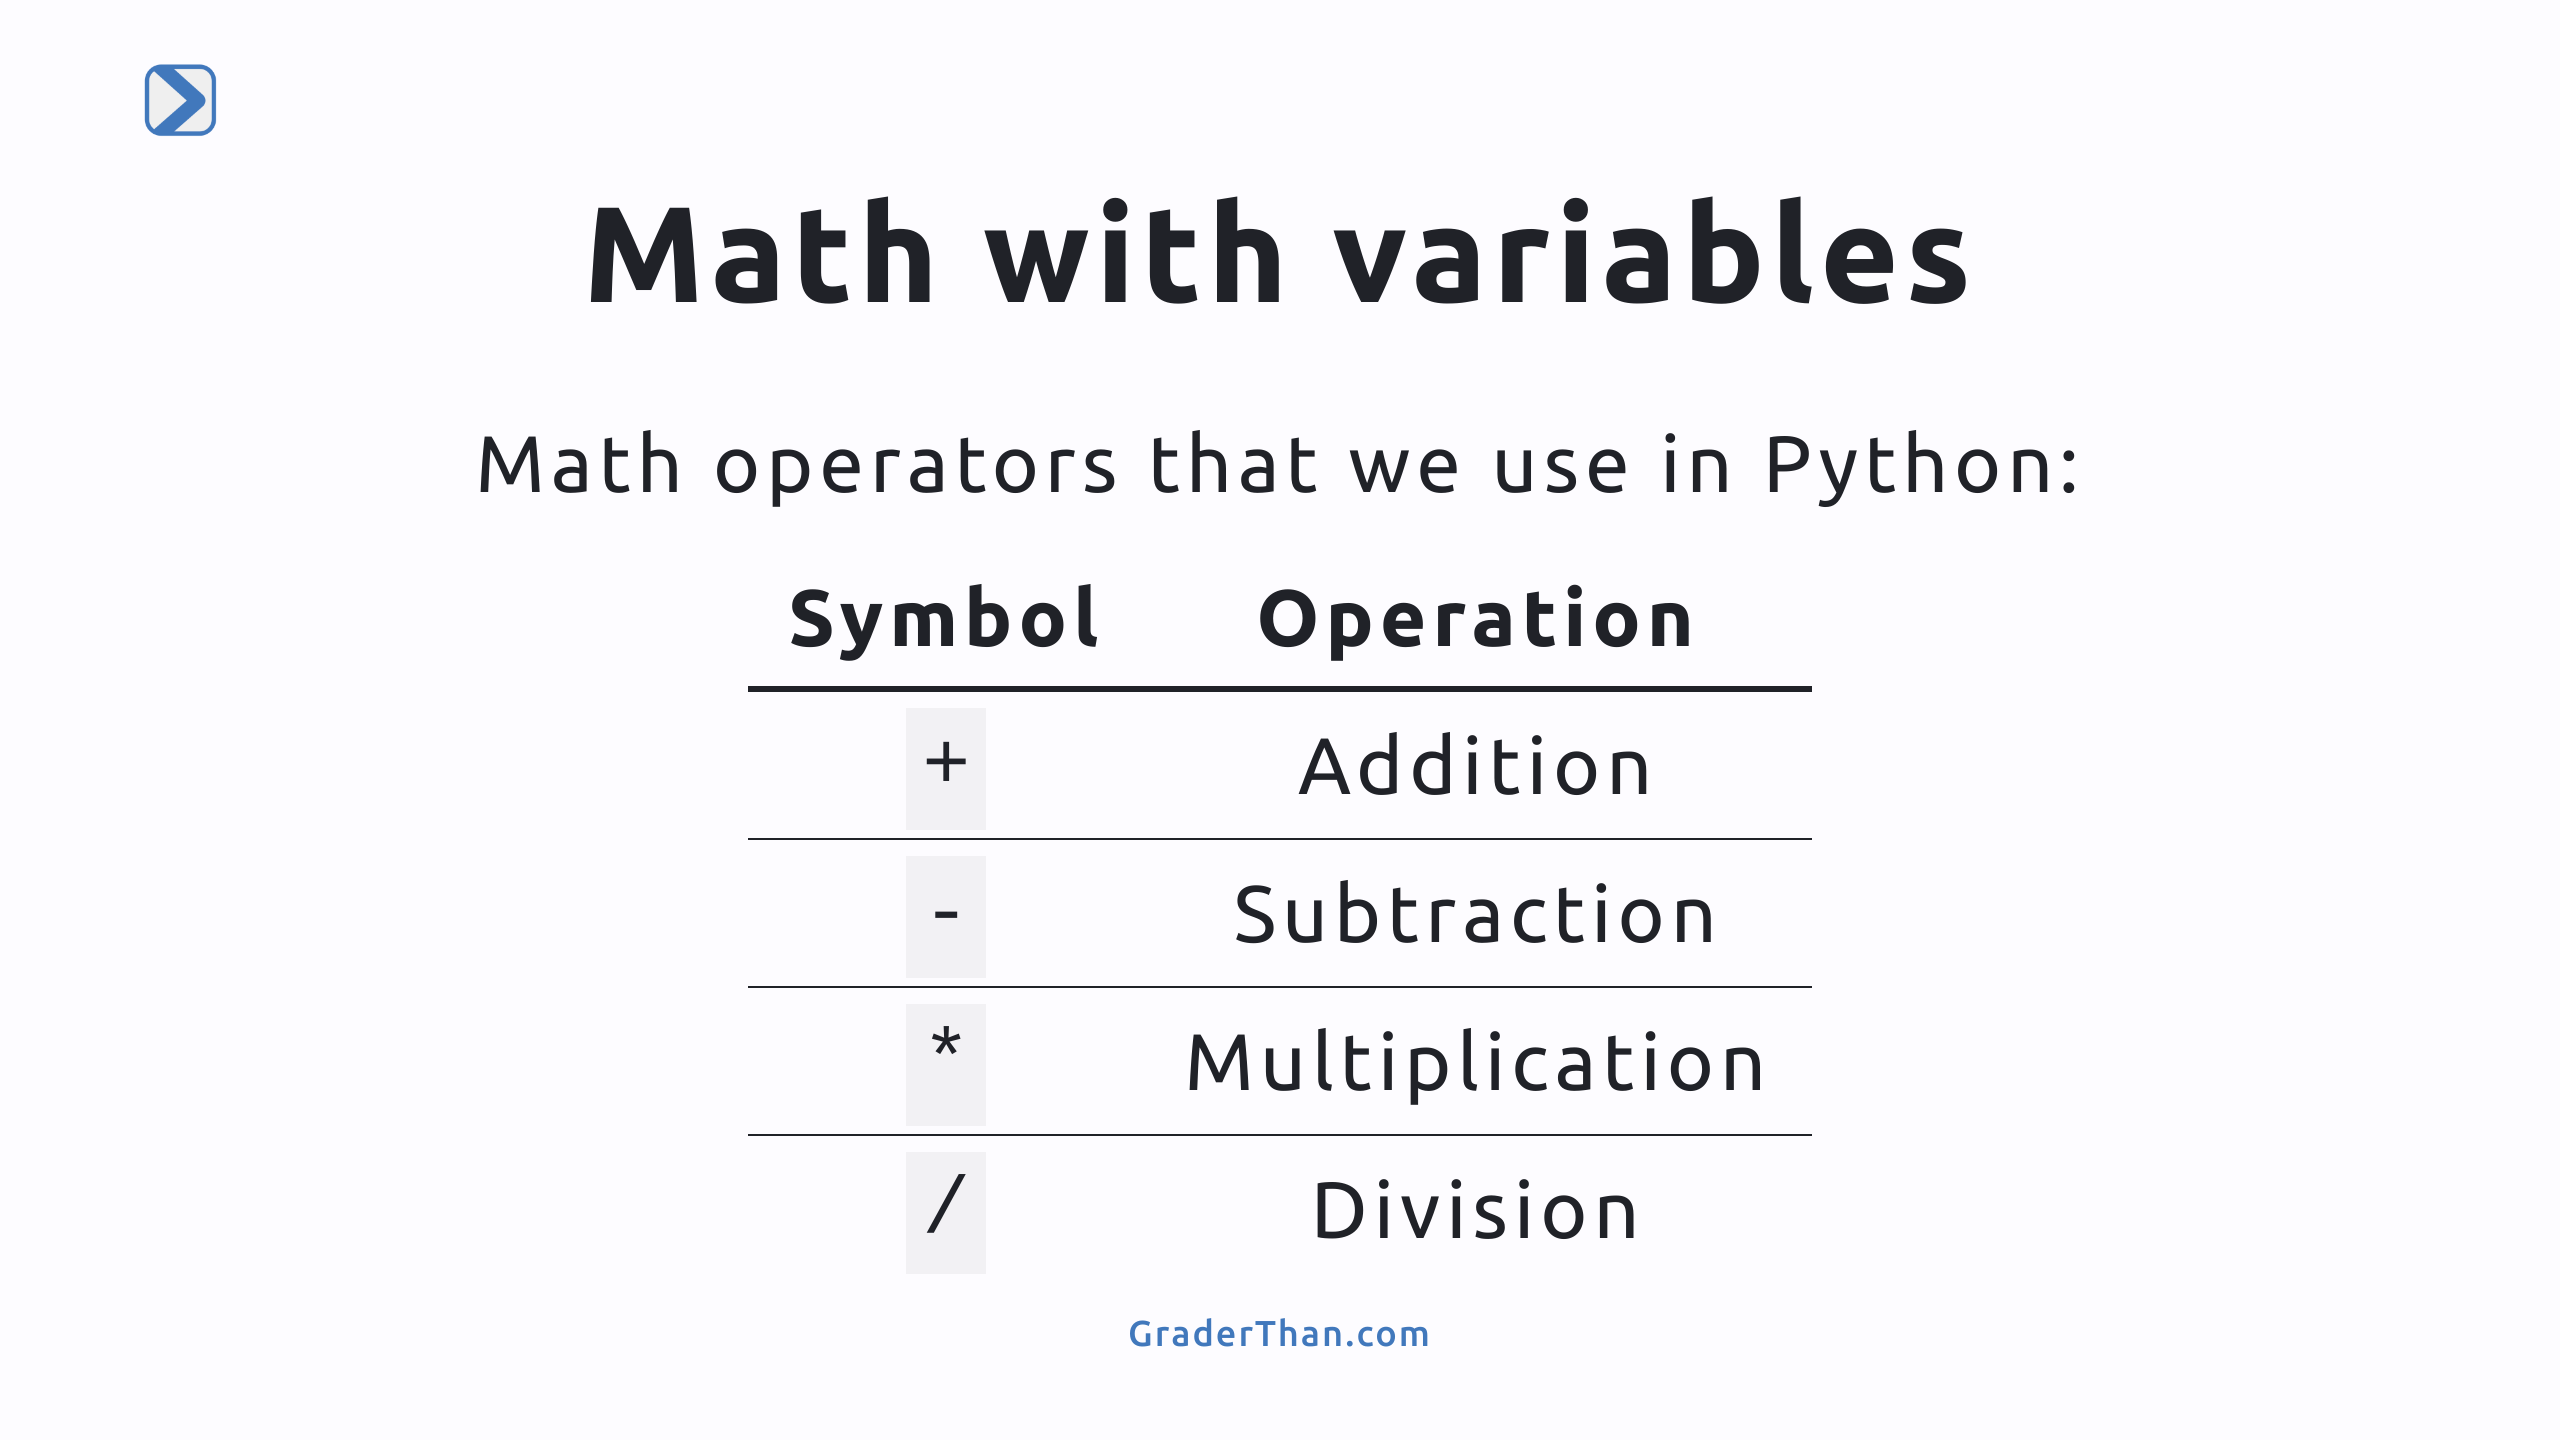 Math with variables
Math operators that we use in Python:
Symbol Operation
+ Addition
- Subtraction
* Multiplication
/ Division
GraderThan.com